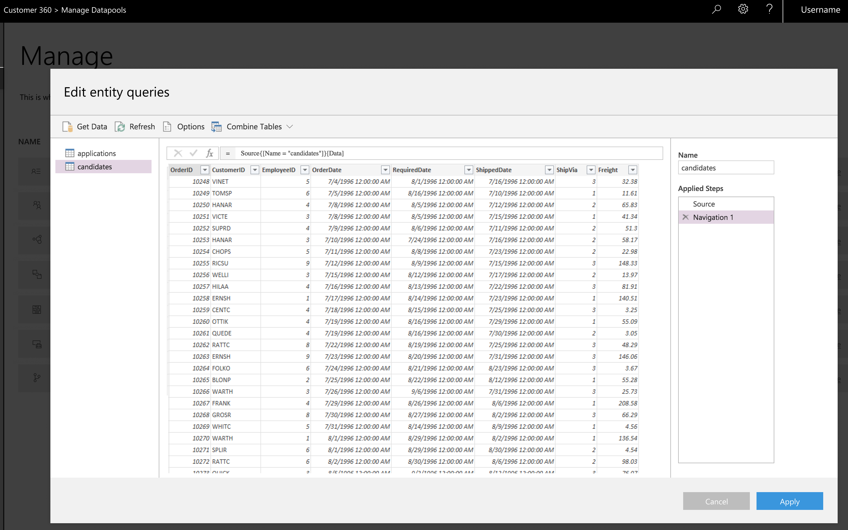 Customer 360 > Manage Datapools
Username
Manage
This is w
NAME
Edit entity queries
Get Data Refresh Options Combine Tables
applications
candidates
fx = Source{[Name = "candidates"]}[Data]
OrderID CustomerID EmployeeID OrderDate RequiredDate ShippedDate ShipVia Freight
10248 VINET 5 7/4/1996 12:00:00 AM 8/1/1996 12:00:00 AM 7/16/1996 12:00:00 AM 3 32.38
10249 TOMSP 6 7/5/1996 12:00:00 AM 8/16/1996 12:00:00 AM 7/10/1996 12:00:00 AM 1 11.61
10250 HANAR 4 7/8/1996 12:00:00 AM 8/5/1996 12:00:00 AM 7/12/1996 12:00:00 AM 2 65.83
10251 VICTE 3 7/8/1996 12:00:00 AM 8/5/1996 12:00:00 AM 7/15/1996 12:00:00 AM 1 41.34
10252 SUPRD 4 7/9/1996 12:00:00 AM 8/6/1996 12:00:00 AM 7/11/1996 12:00:00 AM 2 51.3
10253 HANAR 3 7/10/1996 12:00:00 AM 7/24/1996 12:00:00 AM 7/16/1996 12:00:00 AM 2 58.17
10254 CHOPS 5 7/11/1996 12:00:00 AM 8/8/1996 12:00:00 AM 7/23/1996 12:00:00 AM 2 22.98
10255 RICSU 9 7/12/1996 12:00:00 AM 8/9/1996 12:00:00 AM 7/15/1996 12:00:00 AM 3 148.33
10256 WELLI 3 7/15/1996 12:00:00 AM 8/12/1996 12:00:00 AM 7/17/1996 12:00:00 AM 2 13.97
10257 HILAA 4 7/16/1996 12:00:00 AM 8/13/1996 12:00:00 AM 7/22/1996 12:00:00 AM 3 81.91
10258 ERNSH 1 7/17/1996 12:00:00 AM 8/14/1996 12:00:00 AM 7/23/1996 12:00:00 AM 1 140.51
10259 CENTC 4 7/18/1996 12:00:00 AM 8/15/1996 12:00:00 AM 7/25/1996 12:00:00 AM 3 3.25
10260 OTTIK 4 7/19/1996 12:00:00 AM 8/16/1996 12:00:00 AM 7/29/1996 12:00:00 AM 1 55.09
10261 QUEDE 4 7/19/1996 12:00:00 AM 8/16/1996 12:00:00 AM 7/30/1996 12:00:00 AM 2 3.05
10262 RATTC 8 7/22/1996 12:00:00 AM 8/19/1996 12:00:00 AM 7/25/1996 12:00:00 AM 3 48.29
10263 ERNSH 9 7/23/1996 12:00:00 AM 8/20/1996 12:00:00 AM 7/31/1996 12:00:00 AM 3 146.06
10264 FOLKO 6 7/24/1996 12:00:00 AM 8/21/1996 12:00:00 AM 8/23/1996 12:00:00 AM 3 3.67
10265 BLONP 2 7/25/1996 12:00:00 AM 8/22/1996 12:00:00 AM 8/12/1996 12:00:00 AM 1 55.28
10266 WARTH 3 7/26/1996 12:00:00 AM 9/6/1996 12:00:00 AM 7/31/1996 12:00:00 AM 3 25.73
10267 FRANK 4 7/29/1996 12:00:00 AM 8/26/1996 12:00:00 AM 8/6/1996 12:00:00 AM 1 208.58
10268 GROSR 8 7/30/1996 12:00:00 AM 8/27/1996 12:00:00 AM 8/2/1996 12:00:00 AM 3 66.29
10269 WHITC 5 7/31/1996 12:00:00 AM 8/14/1996 12:00:00 AM 8/9/1996 12:00:00 AM 1 4.56
10270 WARTH 1 8/1/1996 12:00:00 AM 8/29/1996 12:00:00 AM 8/2/1996 12:00:00 AM 1 136.54
10271 SPLIR 6 8/1/1996 12:00:00 AM 8/29/1996 12:00:00 AM 8/30/1996 12:00:00 AM 2 4.54
10272 RATTC 6 8/2/1996 12:00:00 AM 8/30/1996 12:00:00 AM 8/6/1996 12:00:00 AM 2 98.03
Name
candidates
Applied Steps
Source
Navigation 1
Cancel Apply